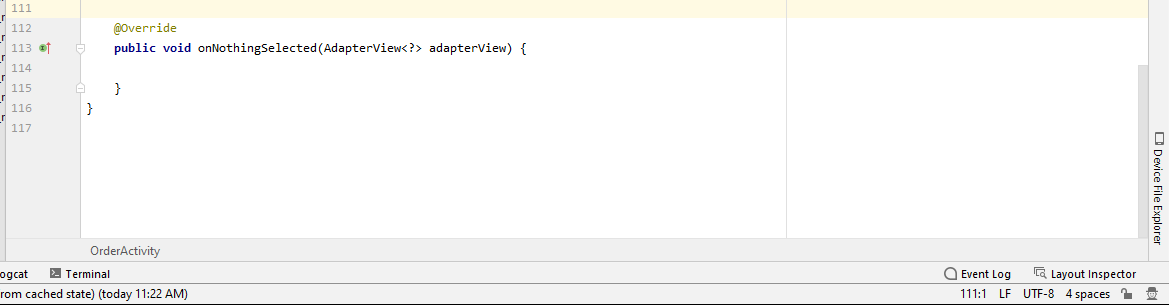 111
112 @Override
113 public void onNothingSelected(AdapterView<?> adapterView) {
114
115 }
116 }
117
Device File Explorer
OrderActivity
ogcat Terminal Event Log Layout Inspector
rom cached state) (today 11:22 AM) 111:1 LF UTF-8 4 spaces